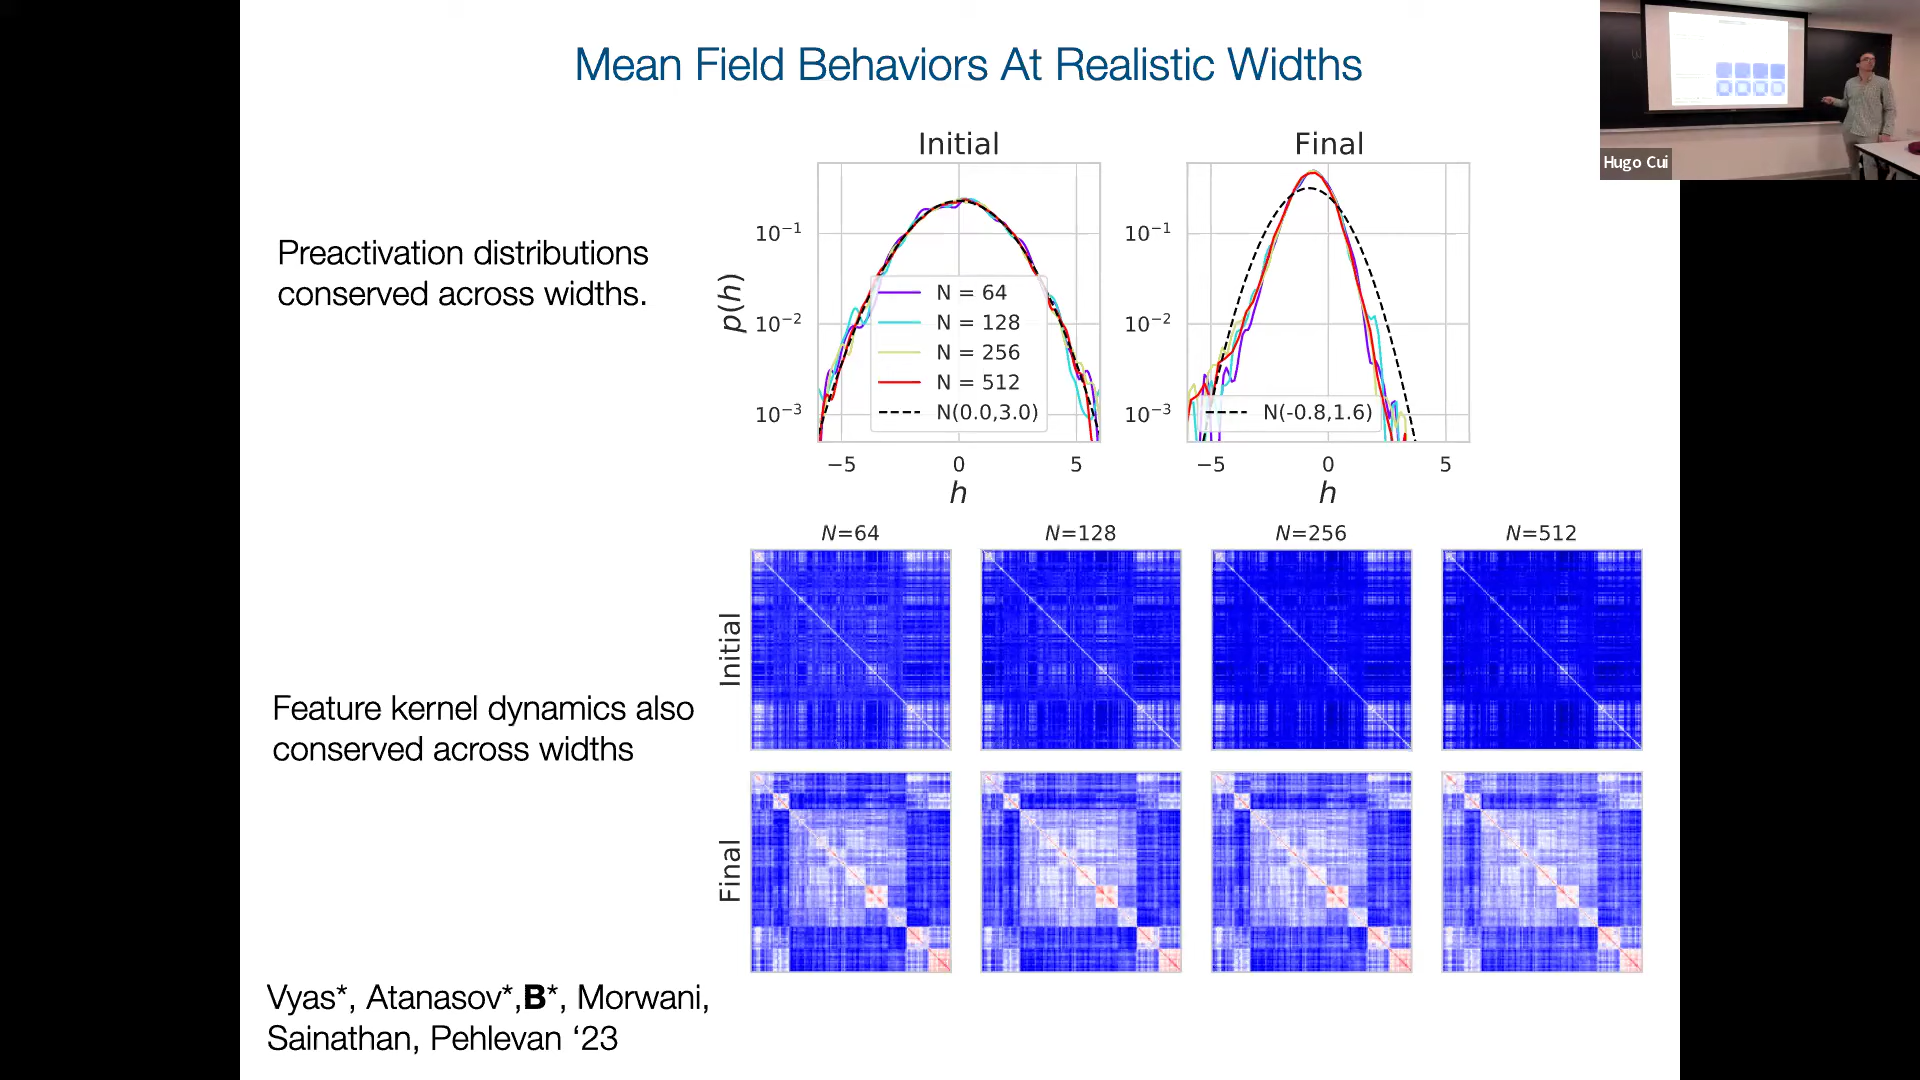 Mean Field Behaviors At Realistic Widths
Hugo Cui
Preactivation distributions
conserved across widths.
Initial
Final
p(h)
10⁻¹
10⁻²
10⁻³
N = 64
N = 128
N = 256
N = 512
N(0.0,3.0)
−5
0
5
h
10⁻¹
10⁻²
10⁻³
N(-0.8,1.6)
−5
0
5
h
Feature kernel dynamics also
conserved across widths
N=64
N=128
N=256
N=512
Initial
Final
Vyas*, Atanasov*,B*, Morwani,
Sainathan, Pehlevan ‘23